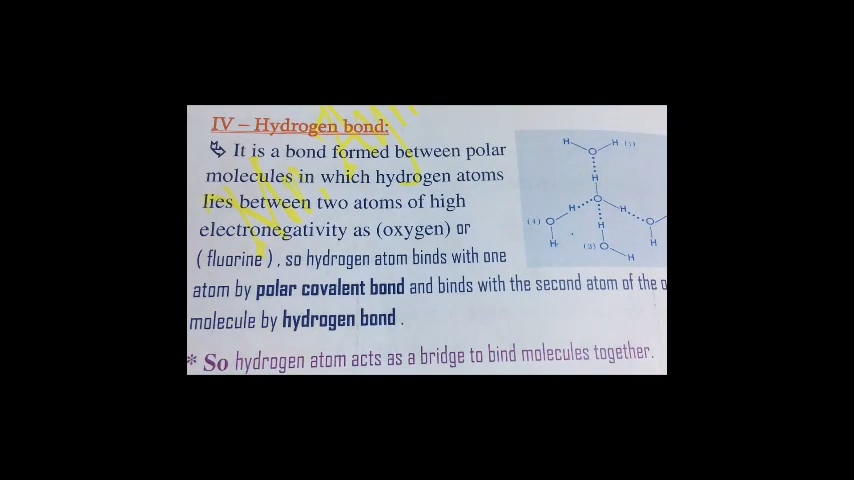 IV – Hydrogen bond:
It is a bond formed between polar
molecules in which hydrogen atoms
lies between two atoms of high
electronegativity as (oxygen) or
( fluorine ), so hydrogen atom binds with one
atom by polar covalent bond and binds with the second atom of the o
molecule by hydrogen bond .
* So hydrogen atom acts as a bridge to bind molecules together.
H H
O
H
O
H H
(4) O O
H
H H
(3) O
H